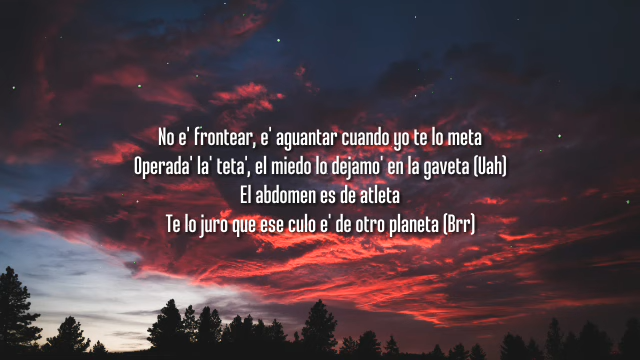 No e' frontear, e' aguantar cuando yo te lo meta
Operada' la' teta', el miedo lo dejamo' en la gaveta (Uah)
El abdomen es de atleta
Te lo juro que ese culo e' de otro planeta (Brr)